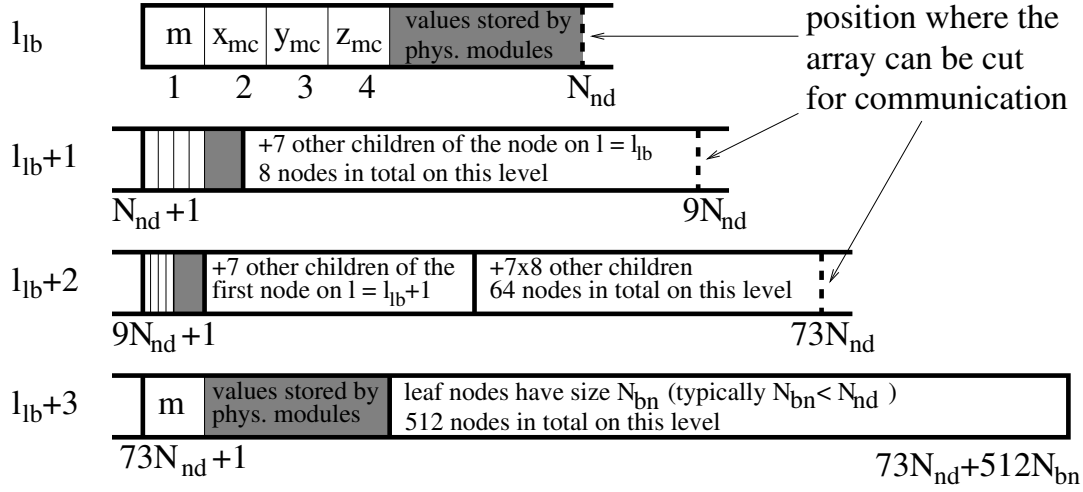 l_lb
m x_mc y_mc z_mc
values stored by
phys. modules
1 2 3 4 N_nd
position where the
array can be cut
for communication
l_lb+1
+7 other children of the node on l = l_lb
8 nodes in total on this level
N_nd+1 9N_nd
l_lb+2
+7 other children of the
first node on l = l_lb+1
+7x8 other children
64 nodes in total on this level
9N_nd+1 73N_nd
l_lb+3
m
values stored by
phys. modules
leaf nodes have size N_bn (typically N_bn< N_nd )
512 nodes in total on this level
73N_nd+1 73N_nd+512N_bn